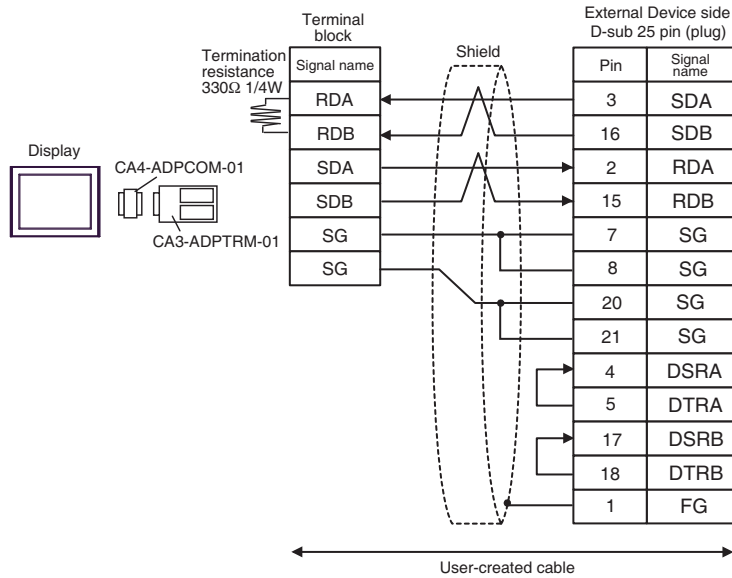 Terminal
block
External Device side
D-sub 25 pin (plug)
Termination
resistance
330Ω 1/4W
Shield
Signal name
Pin
Signal
name
RDA
3
SDA
RDB
16
SDB
Display
CA4-ADPCOM-01
SDA
2
RDA
SDB
15
RDB
CA3-ADPTRM-01
SG
7
SG
SG
8
SG
20
SG
21
SG
4
DSRA
5
DTRA
17
DSRB
18
DTRB
1
FG
User-created cable